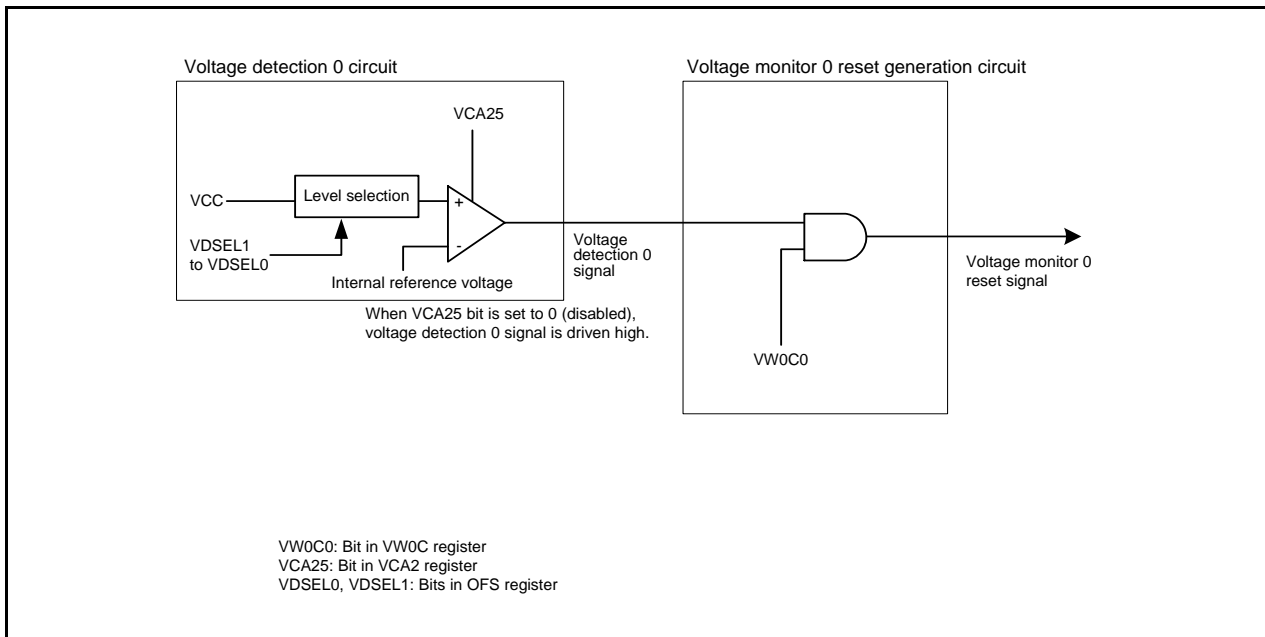 Voltage detection 0 circuit
Voltage monitor 0 reset generation circuit
VCA25
VCC
Level selection
+
-
VDSEL1
to VDSEL0
Internal reference voltage
Voltage
detection 0
signal
Voltage monitor 0
reset signal
When VCA25 bit is set to 0 (disabled),
voltage detection 0 signal is driven high.
VW0C0
VW0C0: Bit in VW0C register
VCA25: Bit in VCA2 register
VDSEL0, VDSEL1: Bits in OFS register